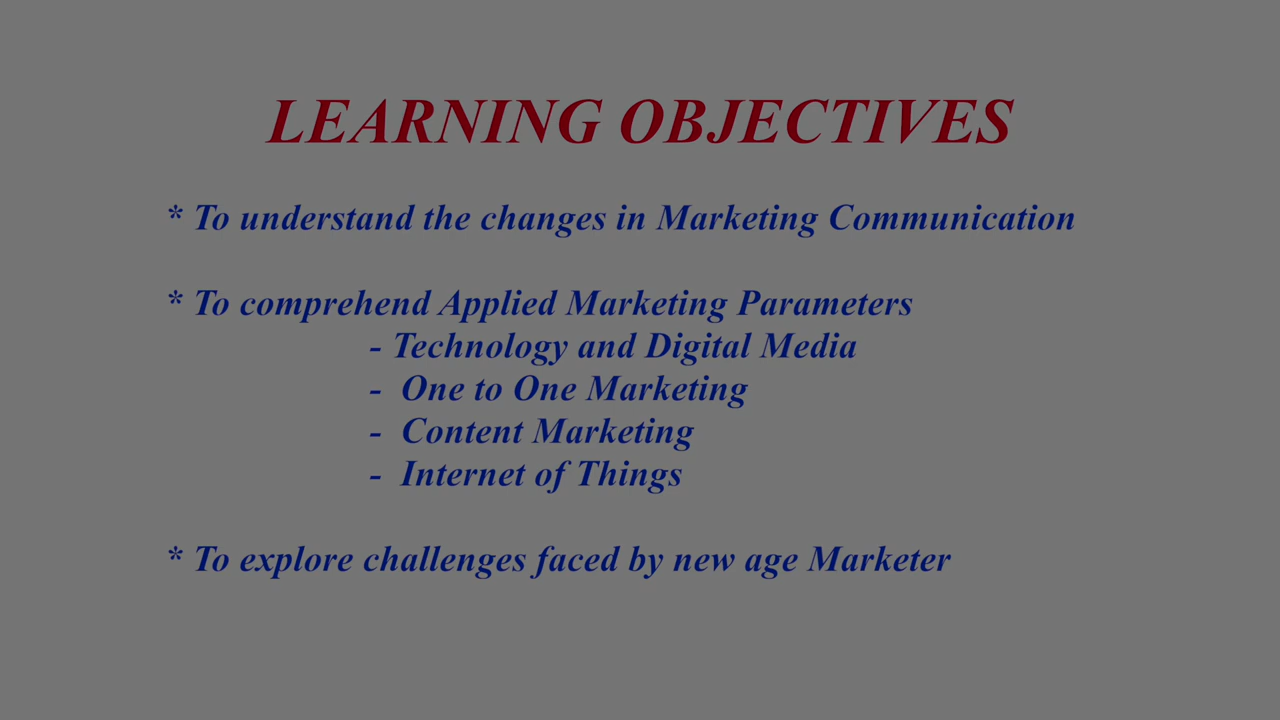 LEARNING OBJECTIVES
* To understand the changes in Marketing Communication
* To comprehend Applied Marketing Parameters
- Technology and Digital Media
- One to One Marketing
- Content Marketing
- Internet of Things
* To explore challenges faced by new age Marketer